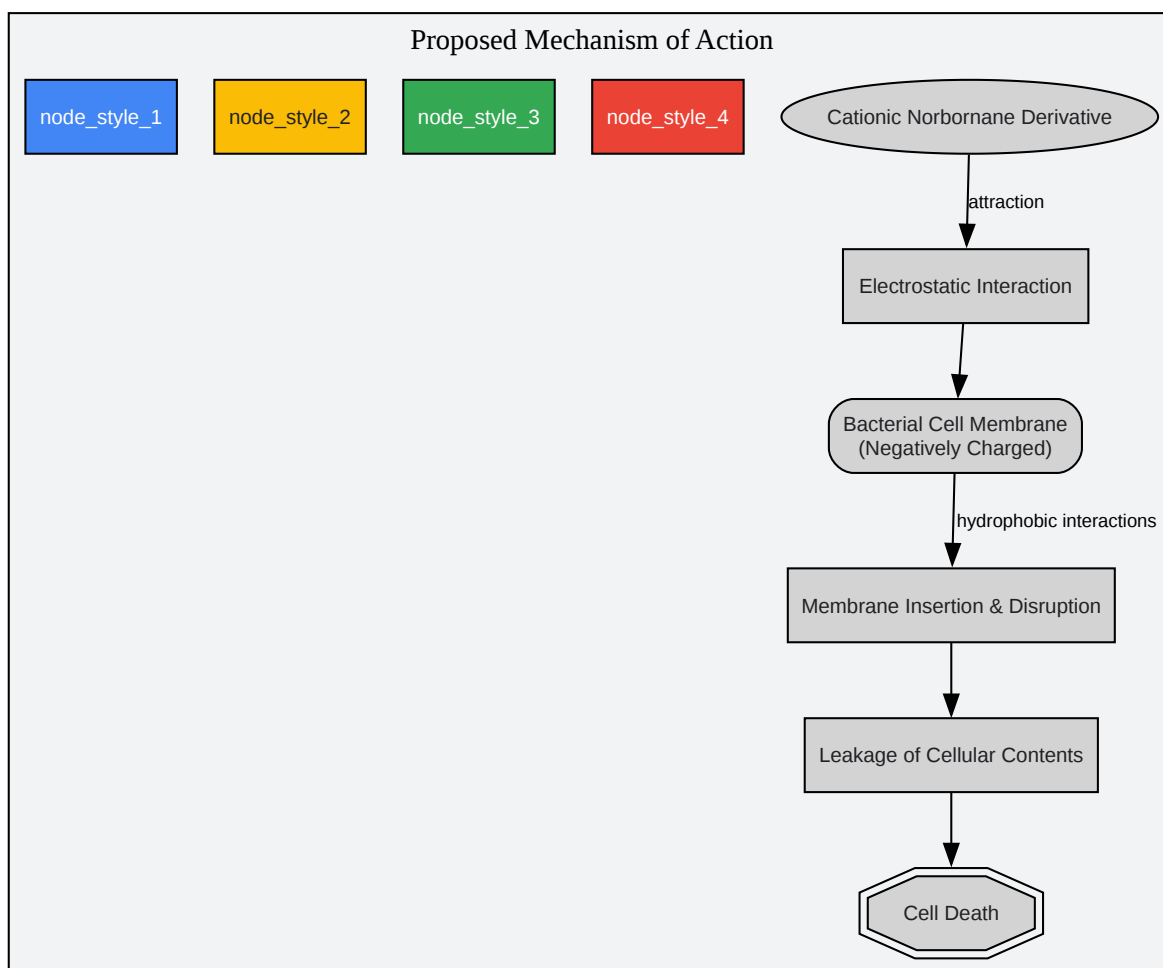 Proposed Mechanism of Action
node_style_1
node_style_2
node_style_3
node_style_4
Cationic Norbornane Derivative
attraction
Electrostatic Interaction
Bacterial Cell Membrane
(Negatively Charged)
hydrophobic interactions
Membrane Insertion & Disruption
Leakage of Cellular Contents
Cell Death